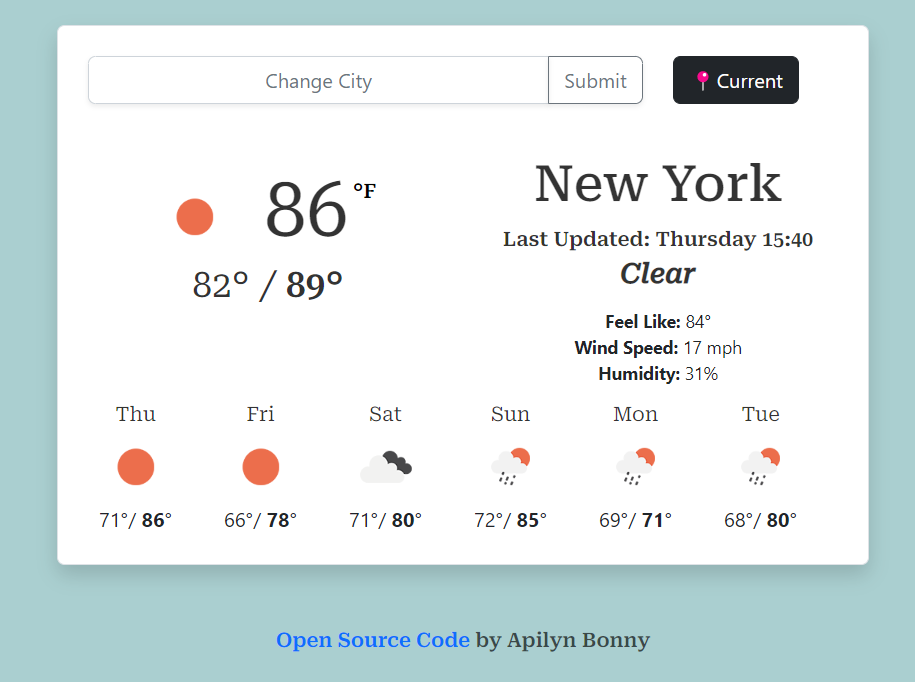 Change City Submit 📍 Current
86 °F
82° / 89°
New York
Last Updated: Thursday 15:40
Clear
Feel Like: 84°
Wind Speed: 17 mph
Humidity: 31%
Thu Fri Sat Sun Mon Tue
71°/ 86° 66°/ 78° 71°/ 80° 72°/ 85° 69°/ 71° 68°/ 80°
Open Source Code by Apilyn Bonny